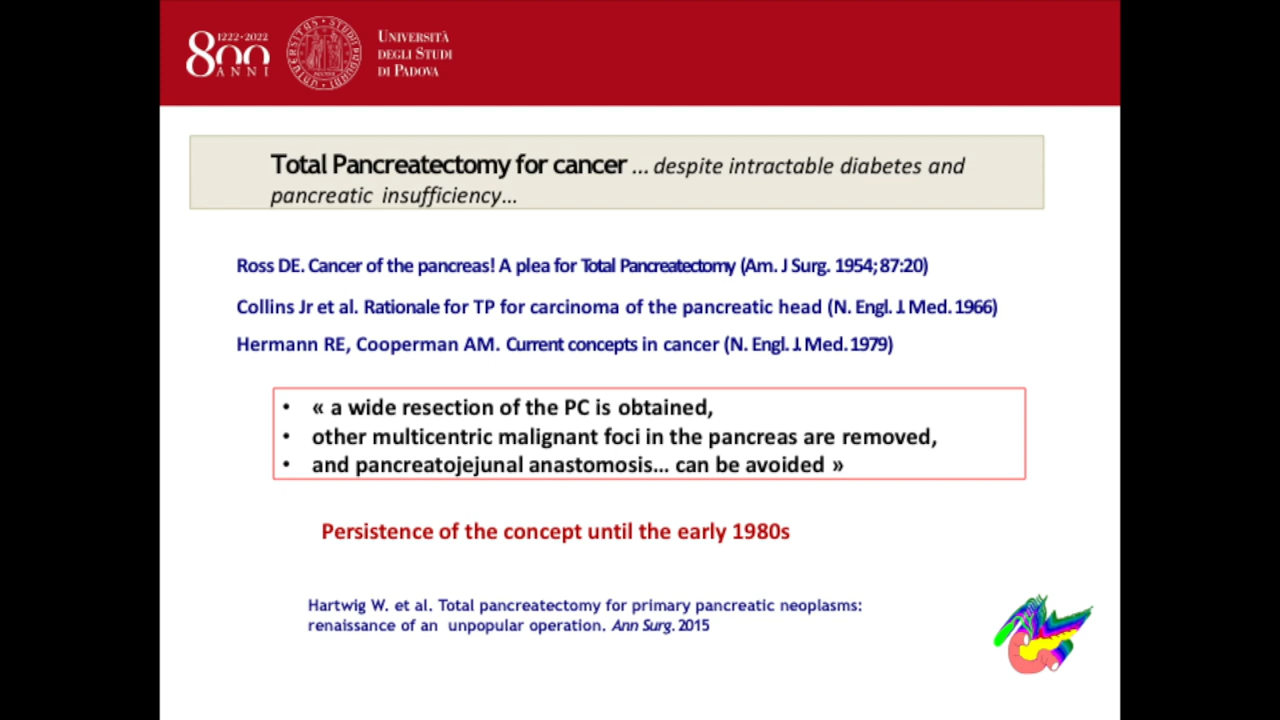 1222·2022
800
ANNI
UNIVERSITÀ
DEGLI STUDI
DI PADOVA
Total Pancreatectomy for cancer ... despite intractable diabetes and
pancreatic insufficiency...
Ross DE. Cancer of the pancreas! A plea for Total Pancreatectomy (Am. J Surg. 1954; 87:20)
Collins Jr et al. Rationale for TP for carcinoma of the pancreatic head (N. Engl. J. Med. 1966)
Hermann RE, Cooperman AM. Current concepts in cancer (N. Engl. J. Med. 1979)
• « a wide resection of the PC is obtained,
• other multicentric malignant foci in the pancreas are removed,
• and pancreatojejunal anastomosis... can be avoided »
Persistence of the concept until the early 1980s
Hartwig W. et al. Total pancreatectomy for primary pancreatic neoplasms:
renaissance of an unpopular operation. Ann Surg. 2015